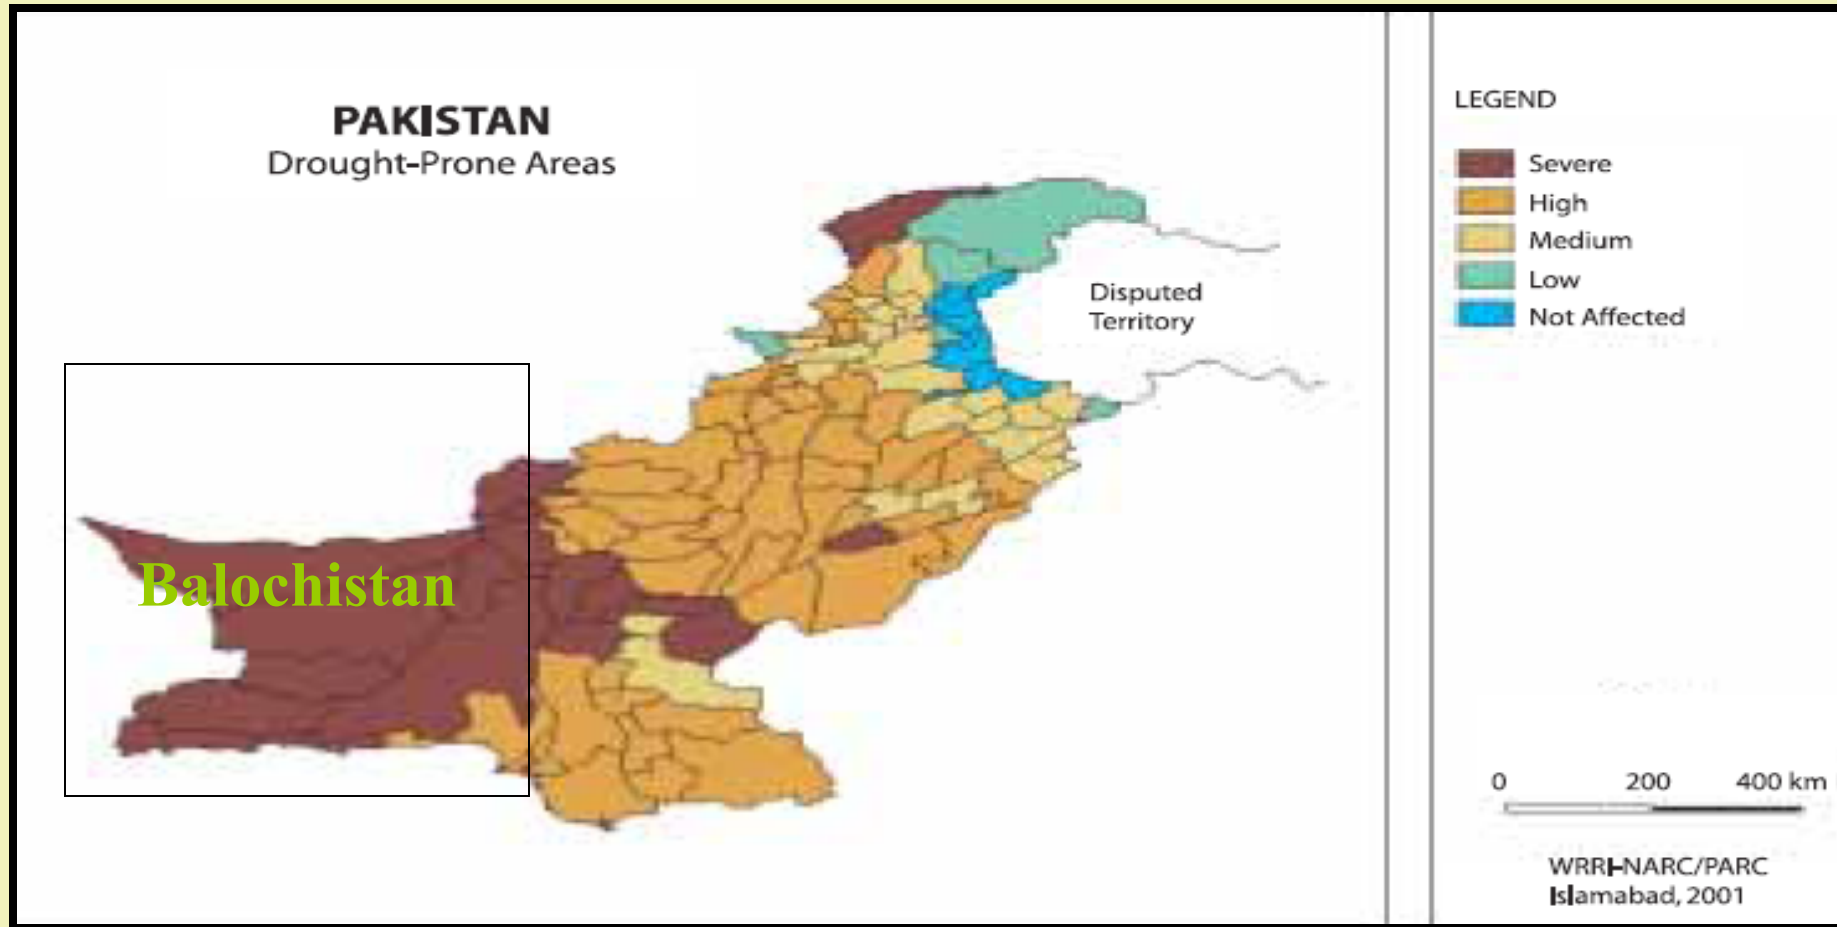 PAKISTAN
Drought-Prone Areas
Disputed
Territory
Balochistan
LEGEND
Severe
High
Medium
Low
Not Affected
0 200 400 km
WRRI-NARC/PARC
Islamabad, 2001